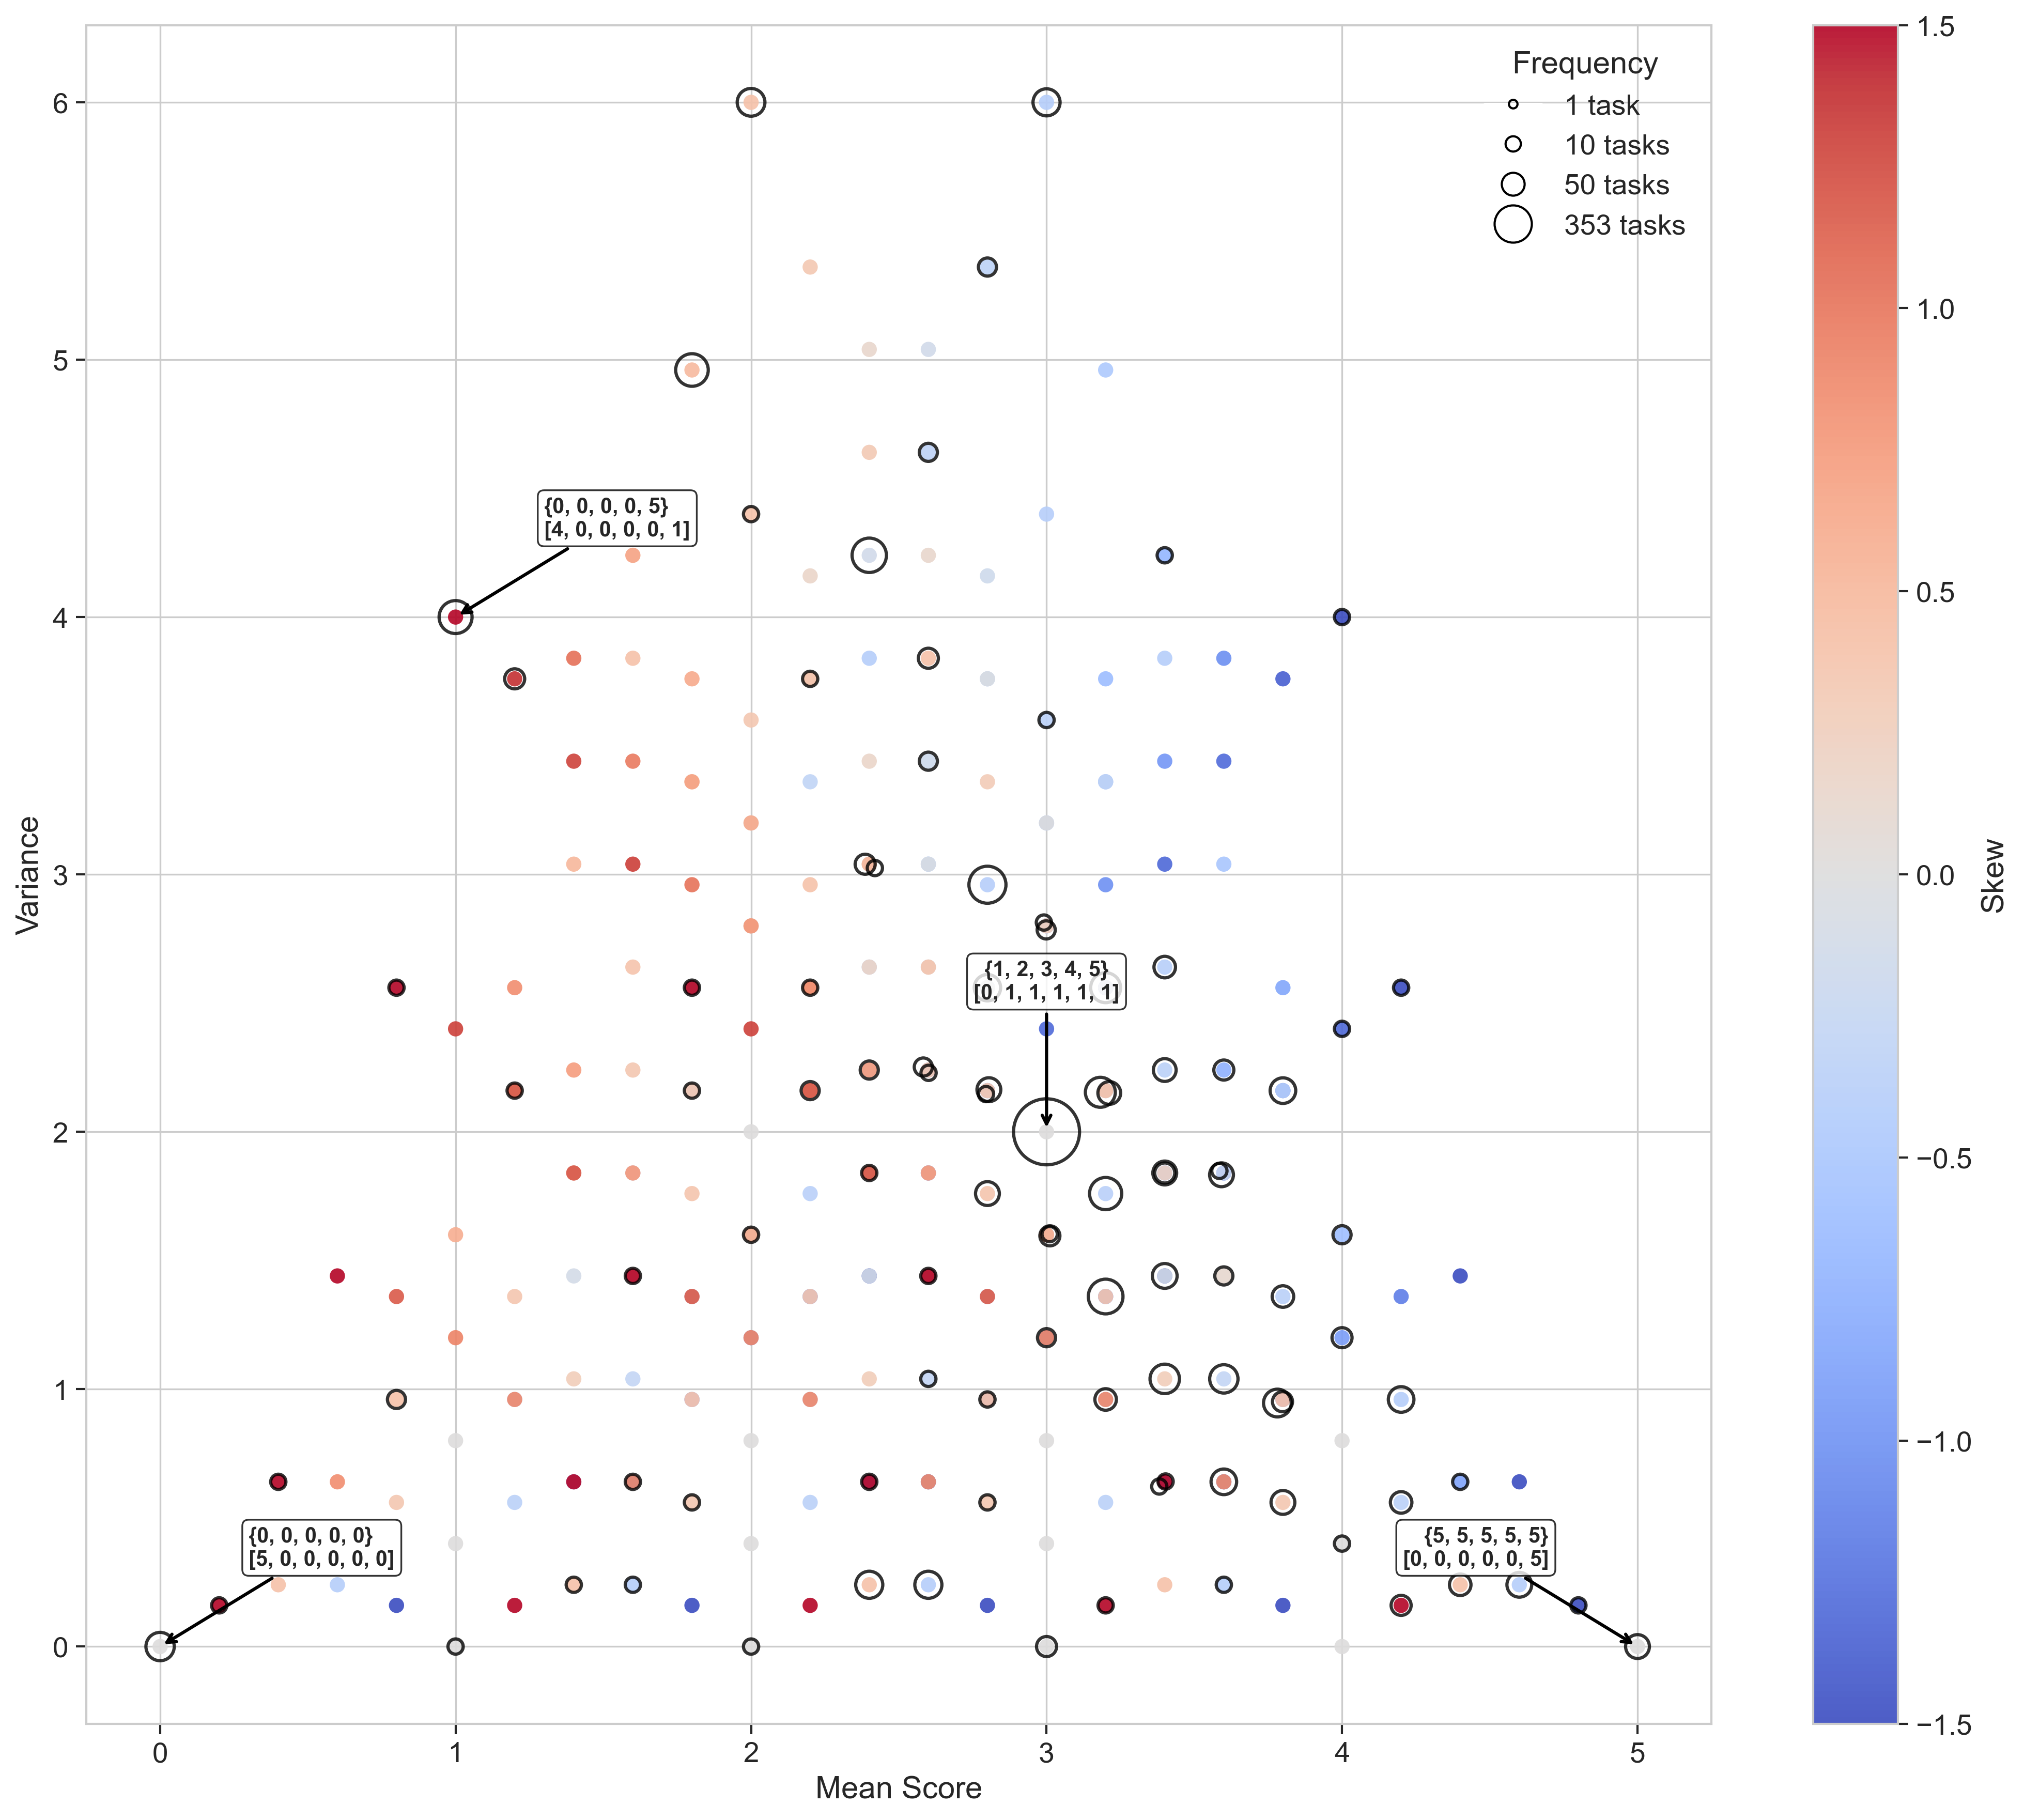 Frequency
1 task
10 tasks
50 tasks
353 tasks
{0, 0, 0, 0, 5}
[4, 0, 0, 0, 0, 1]
{1, 2, 3, 4, 5}
[0, 1, 1, 1, 1, 1]
{0, 0, 0, 0, 0}
[5, 0, 0, 0, 0, 0]
{5, 5, 5, 5, 5}
[0, 0, 0, 0, 0, 5]
6
5
4
3
2
1
0
Variance
0
1
2
3
4
5
Mean Score
1.5
1.0
0.5
0.0
−0.5
−1.0
−1.5
Skew